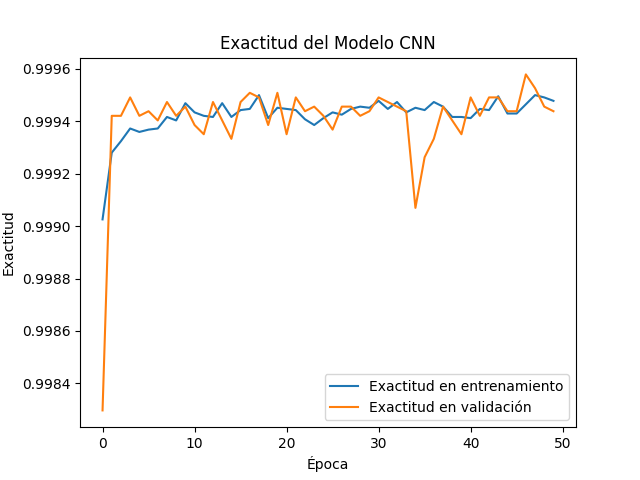 Exactitud del Modelo CNN
0.9996
0.9994
0.9992
0.9990
0.9988
0.9986
0.9984
Exactitud
0
10
20
30
40
50
Época
Exactitud en entrenamiento
Exactitud en validación